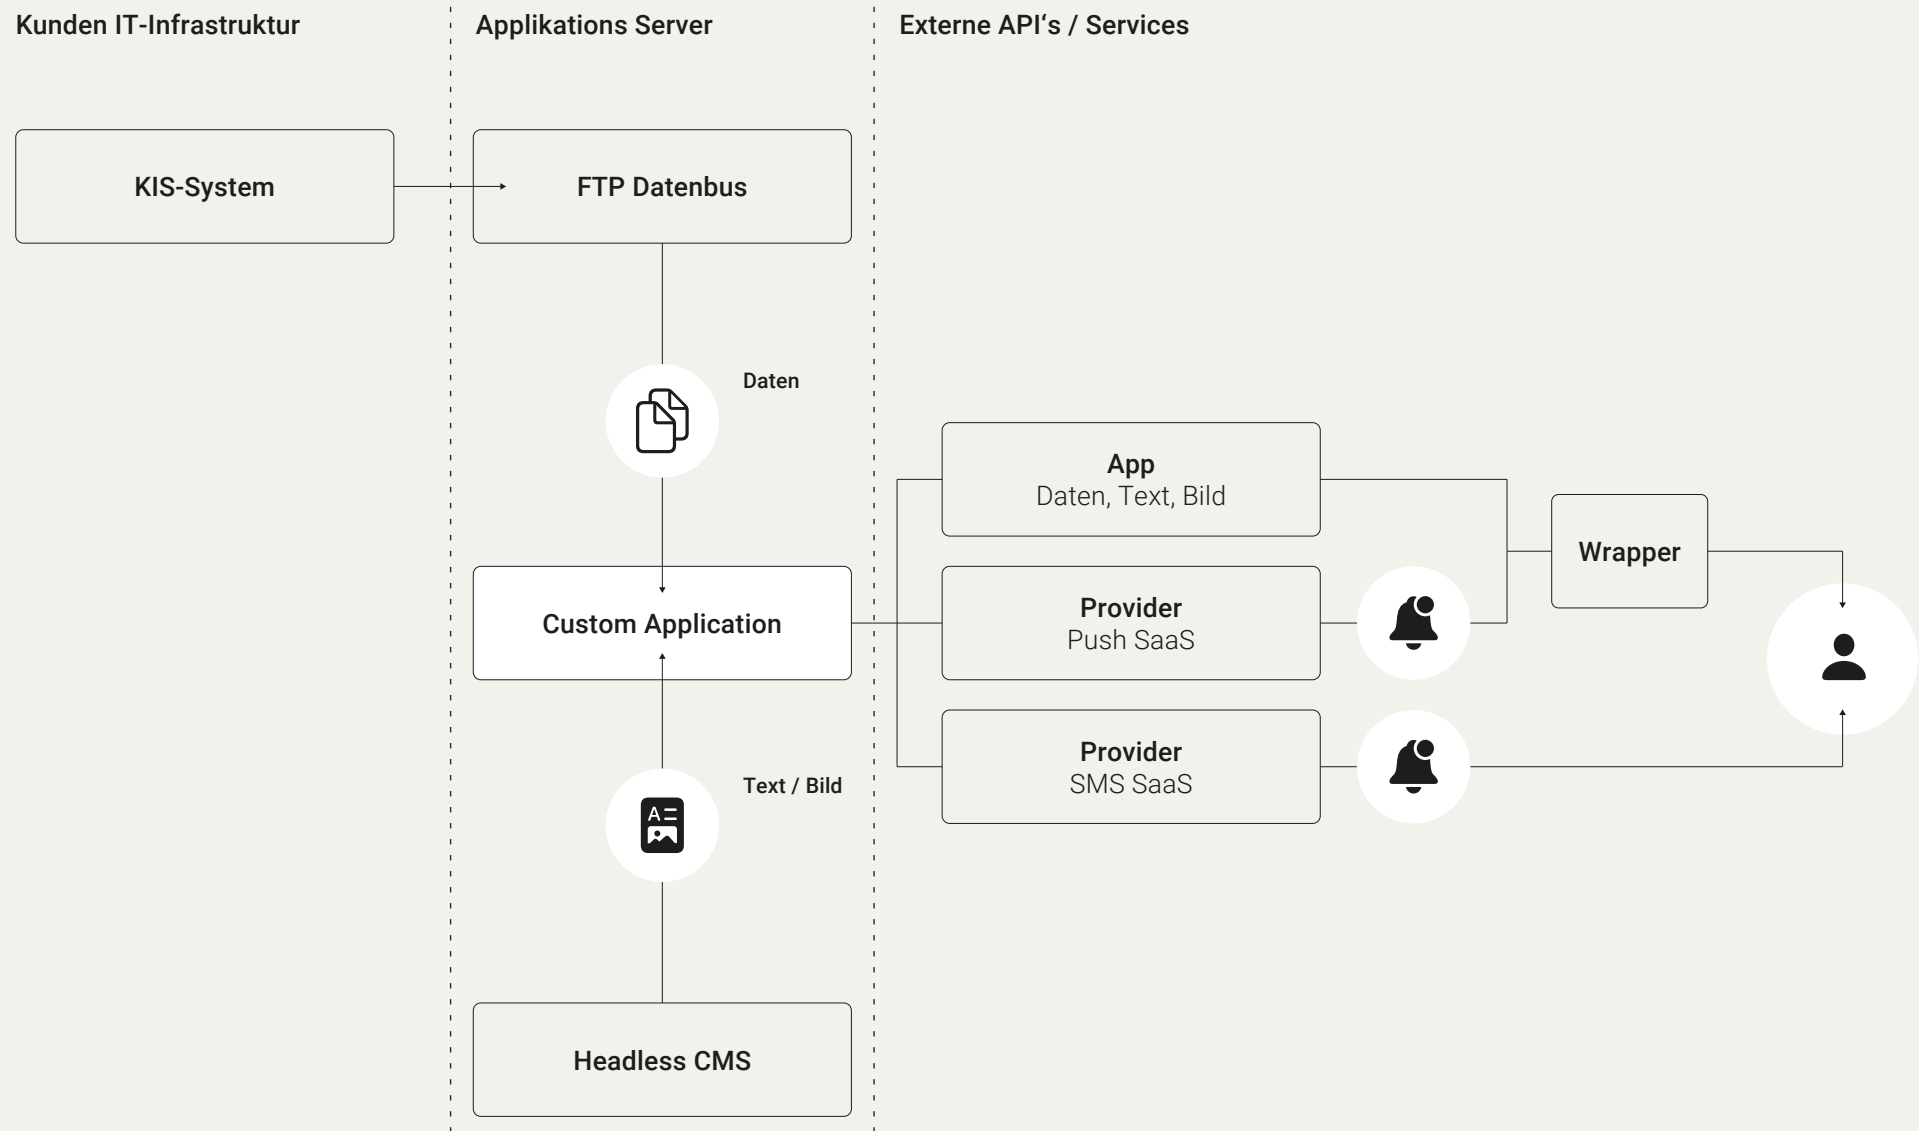 Kunden IT-Infrastruktur
Applikations Server
Externe API‘s / Services
KIS-System
FTP Datenbus
Daten
App
Daten, Text, Bild
Wrapper
Custom Application
Provider
Push SaaS
Provider
SMS SaaS
Text / Bild
A
Headless CMS